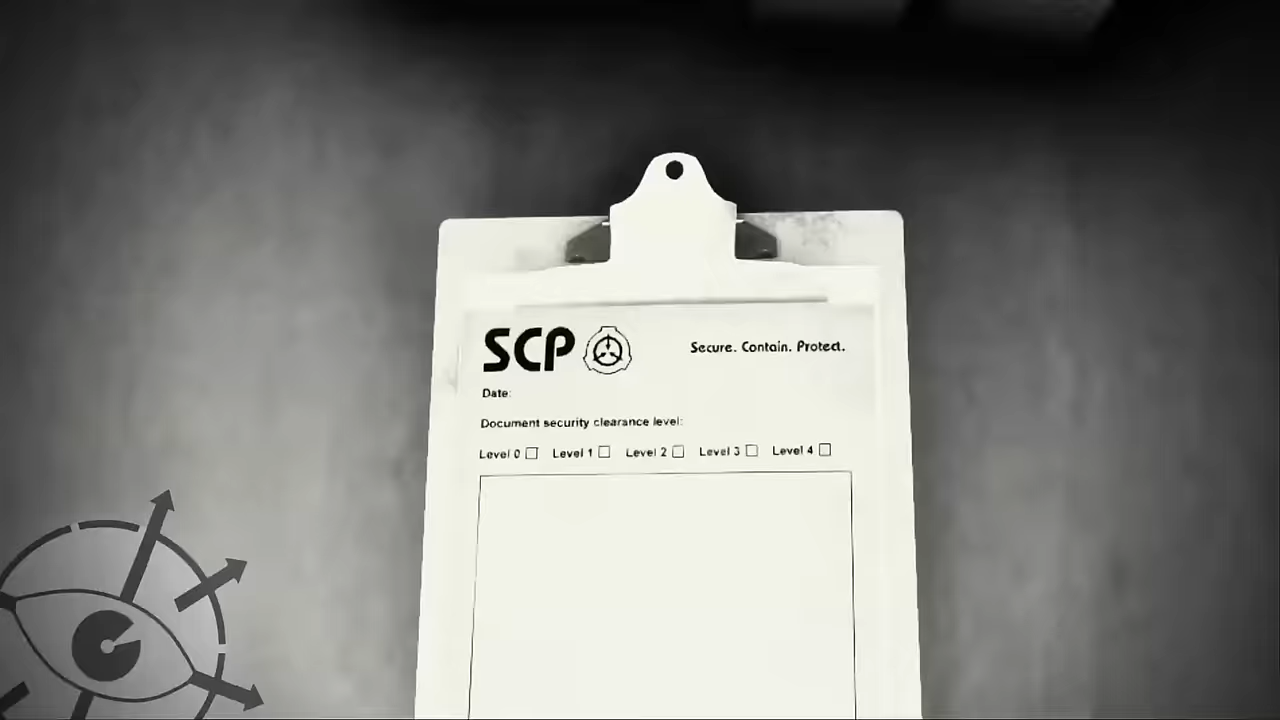 SCP Secure. Contain. Protect.
Date:
Document security clearance level:
Level 0 ☐ Level 1 ☐ Level 2 ☐ Level 3 ☐ Level 4 ☐